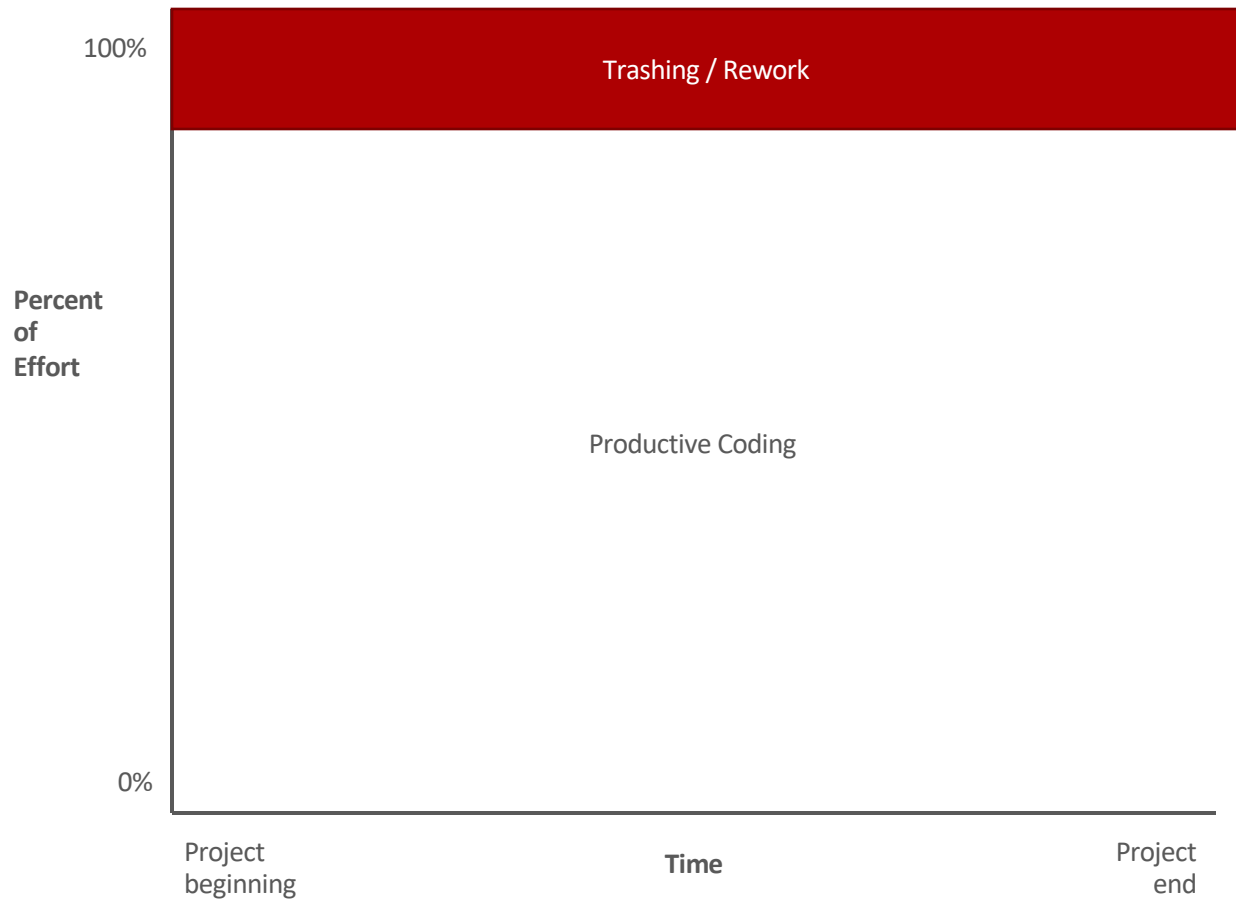 100%
Trashing / Rework
Percent
of
Effort
Productive Coding
0%
Project
beginning
Time
Project
end